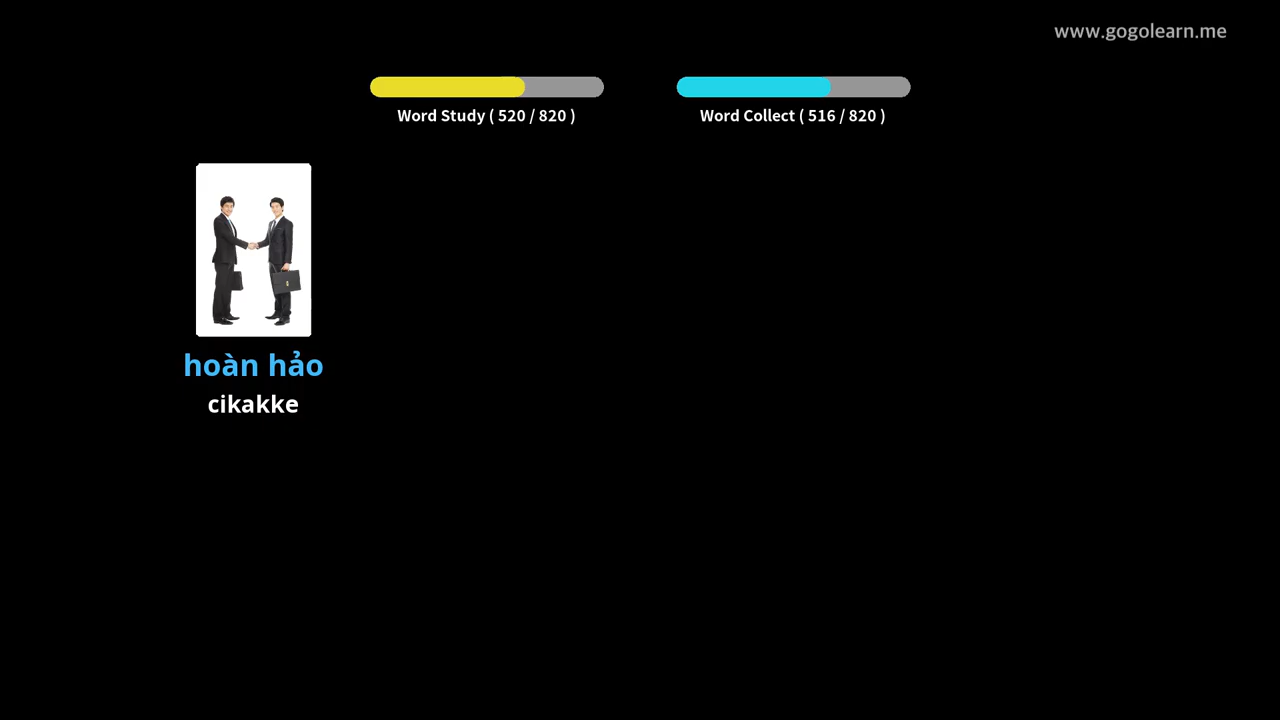 www.gogolearn.me
Word Study ( 520 / 820 )
Word Collect ( 516 / 820 )
hoàn hảo
cikakke